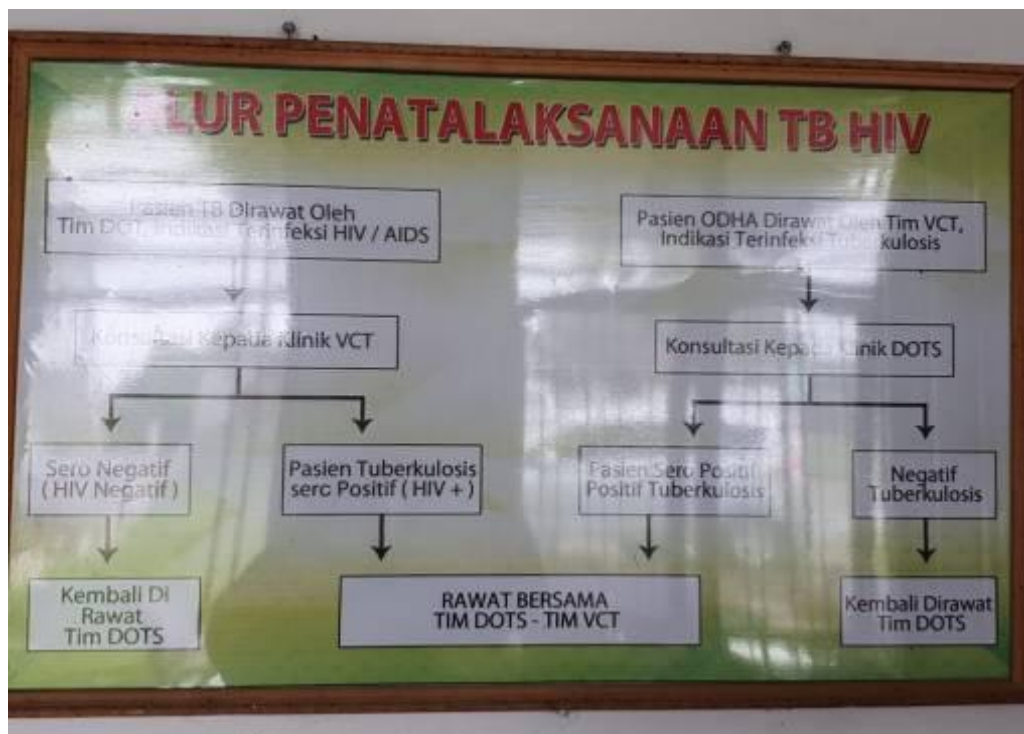 ALUR PENATALAKSANAAN TB HIV
Pasien TB Dirawat Oleh
Tim DOT, Indikasi Terinfeksi HIV / AIDS
Pasien ODHA Dirawat Oleh Tim VCT,
Indikasi Terinfeksi Tuberkulosis
Konsultasi Kepada Klinik VCT
Konsultasi Kepada Klinik DOTS
Sero Negatif
( HIV Negatif )
Pasien Tuberkulosis
sero Positif ( HIV + )
Pasien Sero Positif
Positif Tuberkulosis
Negatif
Tuberkulosis
Kembali Di
Rawat
Tim DOTS
RAWAT BERSAMA
TIM DOTS - TIM VCT
Kembali Dirawat
Tim DOTS